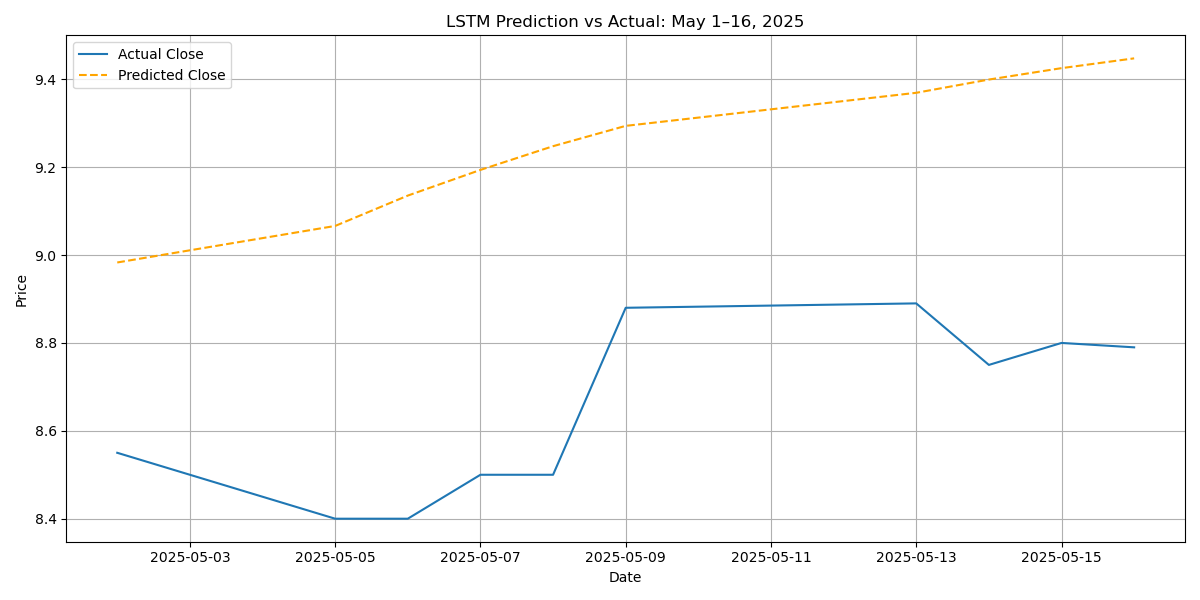 LSTM Prediction vs Actual: May 1–16, 2025
Actual Close
Predicted Close
9.4
9.2
9.0
8.8
8.6
8.4
Price
2025-05-03
2025-05-05
2025-05-07
2025-05-09
2025-05-11
2025-05-13
2025-05-15
Date